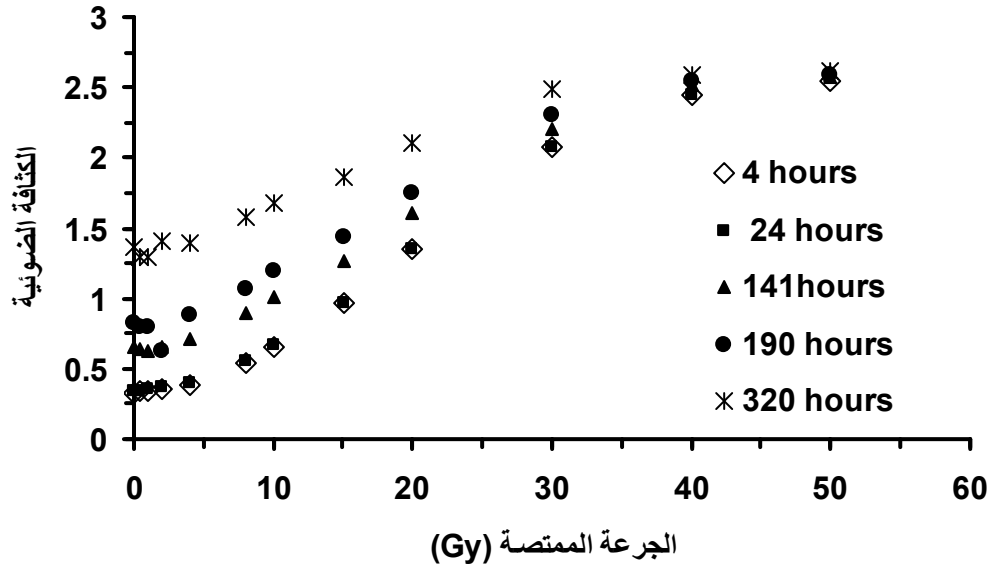 3
2.5
2
1.5
1
0.5
0
الكثافة الضوئية
4 hours
24 hours
141hours
190 hours
320 hours
0 10 20 30 40 50 60
الجرعة الممتصة (Gy)